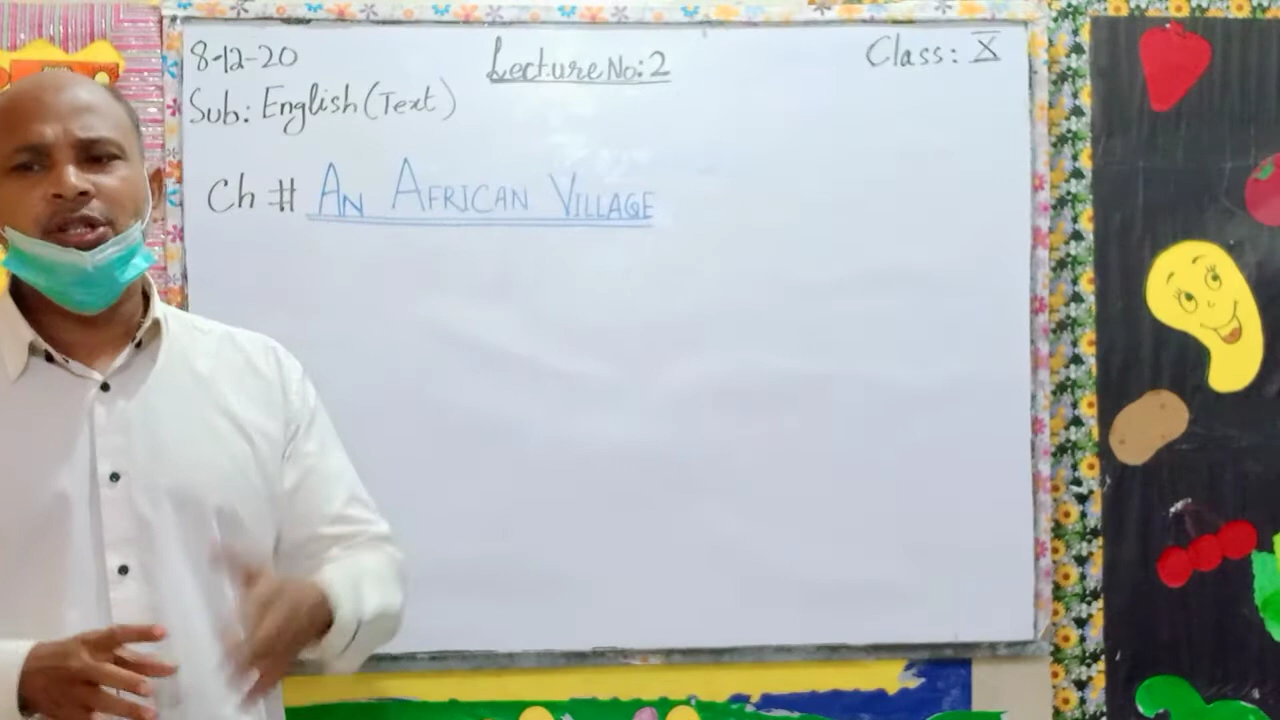 8-12-20 Lecture No: 2 Class: X
Sub: English (Text)
Ch # AN AFRICAN VILLAGE